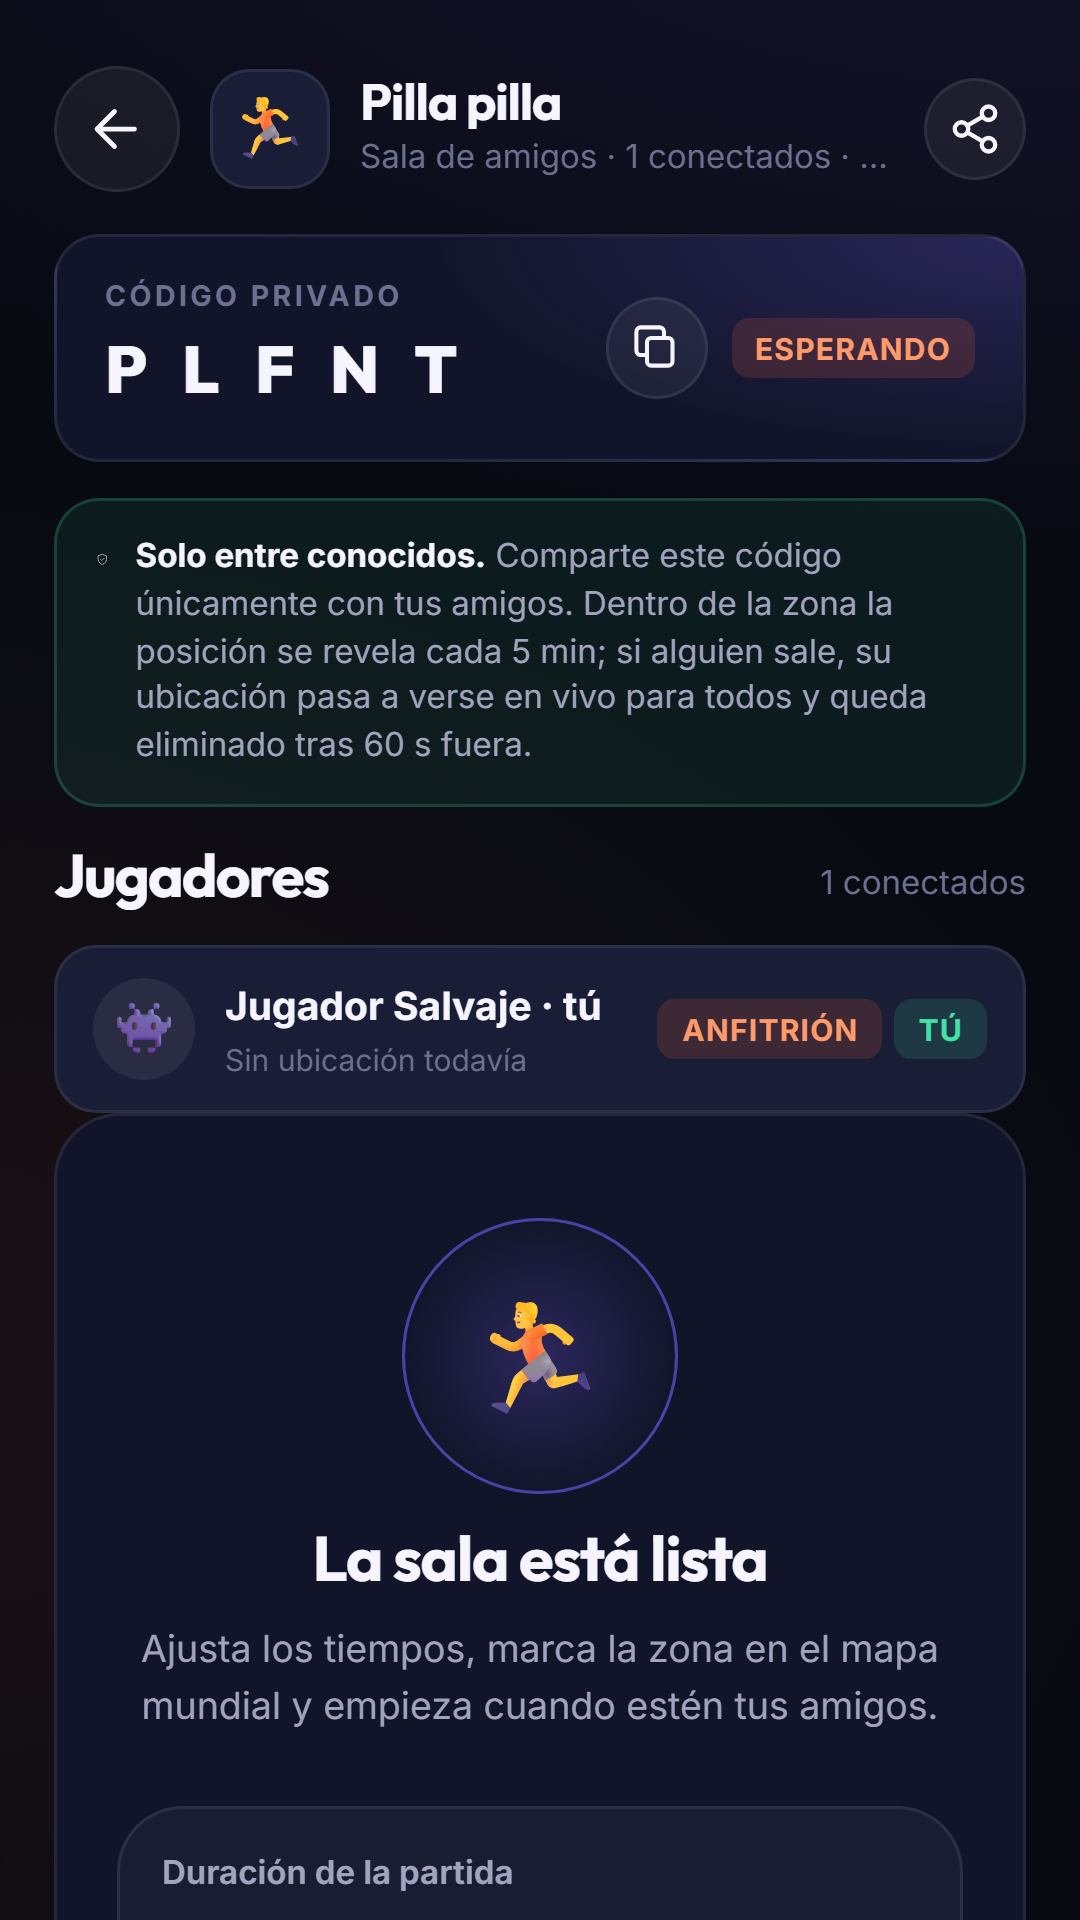 Pilla pilla
Sala de amigos · 1 conectados · ...
CÓDIGO PRIVADO
P L F N T
ESPERANDO
Solo entre conocidos. Comparte este código
únicamente con tus amigos. Dentro de la zona la
posición se revela cada 5 min; si alguien sale, su
ubicación pasa a verse en vivo para todos y queda
eliminado tras 60 s fuera.
Jugadores
1 conectados
Jugador Salvaje · tú
Sin ubicación todavía
ANFITRIÓN
TÚ
La sala está lista
Ajusta los tiempos, marca la zona en el mapa
mundial y empieza cuando estén tus amigos.
Duración de la partida